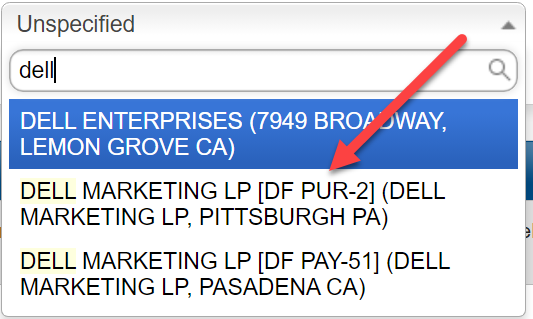 Unspecified
dell
DELL ENTERPRISES (7949 BROADWAY,
LEMON GROVE CA)
DELL MARKETING LP [DF PUR-2] (DELL
MARKETING LP, PITTSBURGH PA)
DELL MARKETING LP [DF PAY-51] (DELL
MARKETING LP, PASADENA CA)